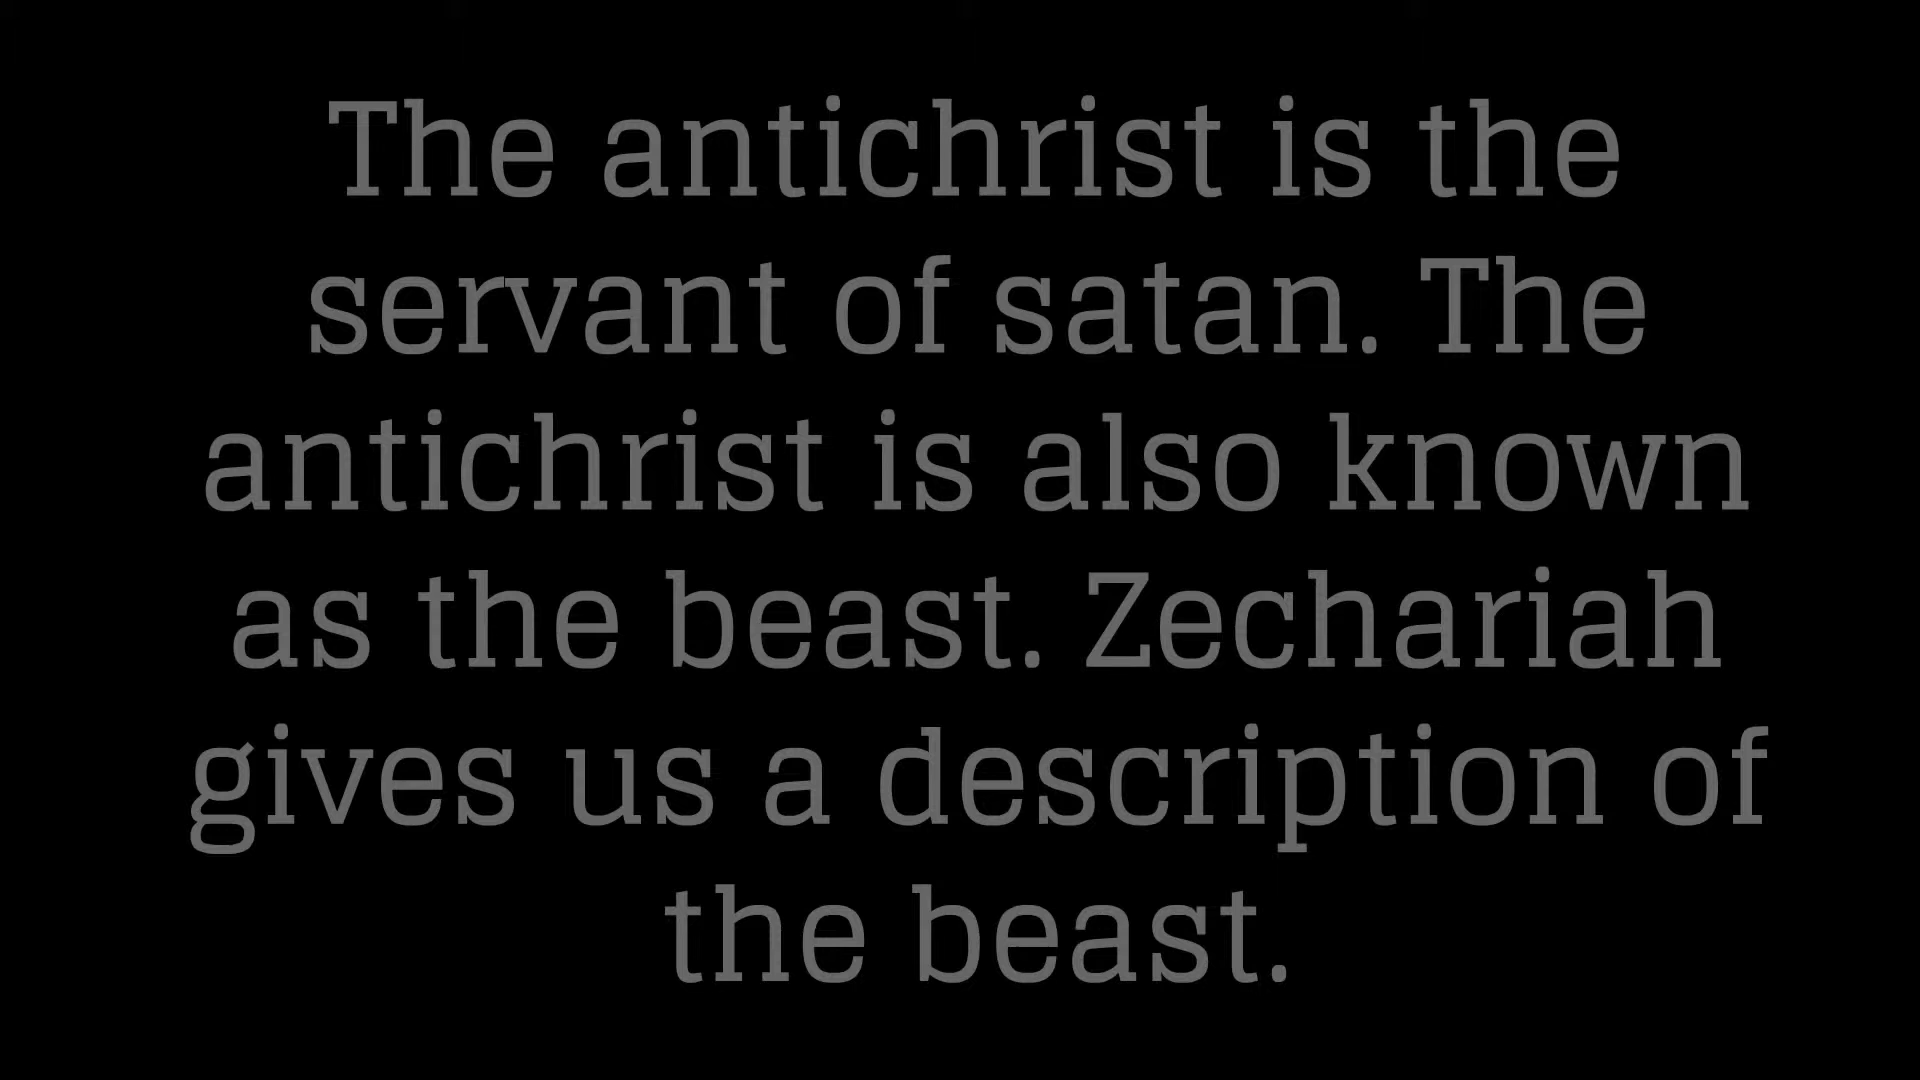 The antichrist is the
servant of satan. The
antichrist is also known
as the beast. Zechariah
gives us a description of
the beast.